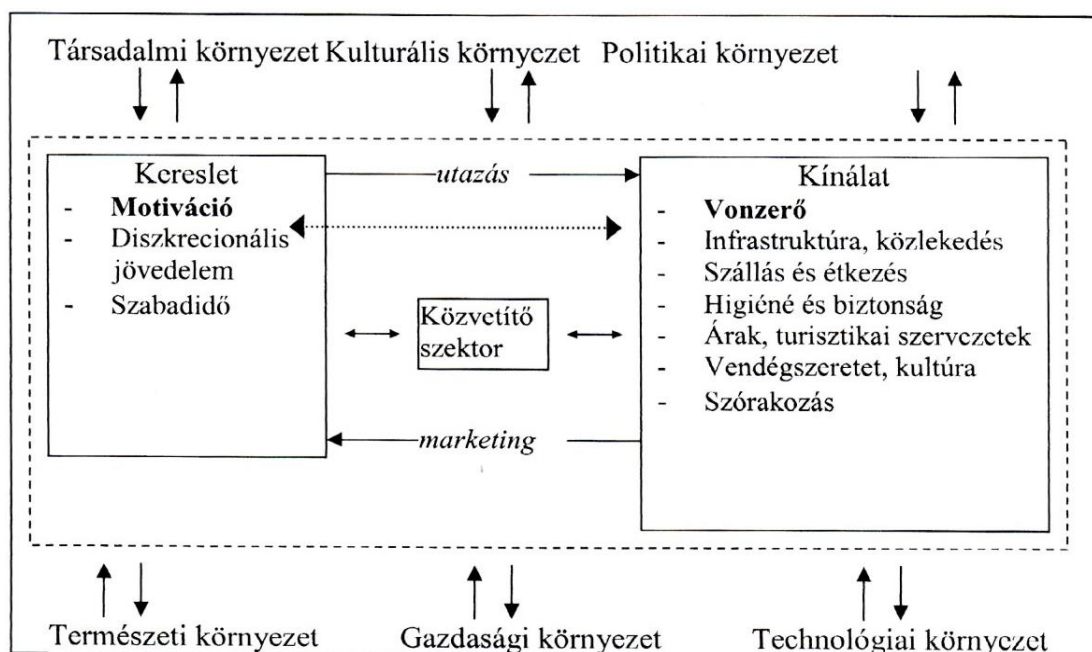 Társadalmi környezet Kulturális környezet Politikai környezet
Kereslet
- Motiváció
- Diszkrecionális
jövedelem
- Szabadidő
utazás
Közvetítő
szektor
marketing
Kínálat
- Vonzerő
- Infrastruktúra, közlekedés
- Szállás és étkezés
- Higiéné és biztonság
- Árak, turisztikai szervezetek
- Vendégszeretet, kultúra
- Szórakozás
Természeti környezet Gazdasági környezet Technológiai környezet